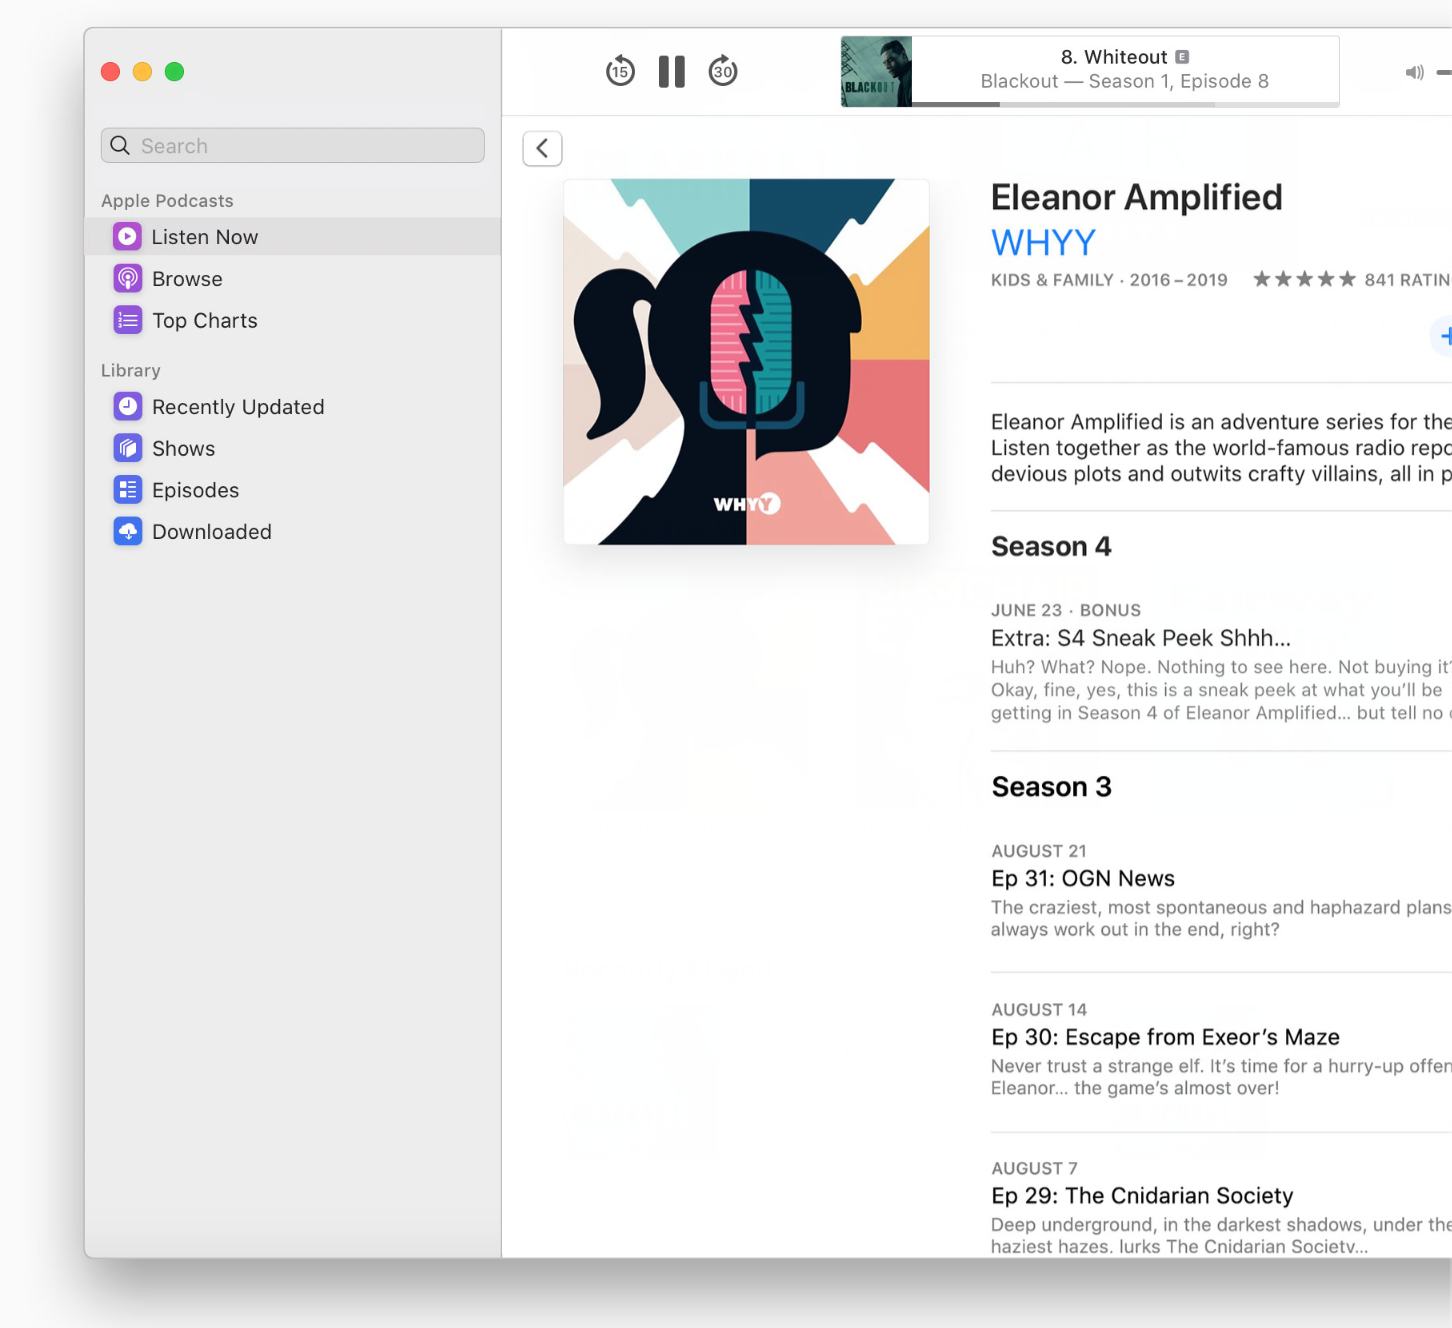 15
30
BLACKOUT
8. Whiteout E
Blackout — Season 1, Episode 8
Search
Apple Podcasts
Listen Now
Browse
Top Charts
Library
Recently Updated
Shows
Episodes
Downloaded
WHYY
Eleanor Amplified
WHYY
KIDS & FAMILY · 2016–2019 ★★★★★ 841 RATIN
Eleanor Amplified is an adventure series for the
Listen together as the world-famous radio repo
devious plots and outwits crafty villains, all in p
Season 4
JUNE 23 · BONUS
Extra: S4 Sneak Peek Shhh...
Huh? What? Nope. Nothing to see here. Not buying it?
Okay, fine, yes, this is a sneak peek at what you’ll be
getting in Season 4 of Eleanor Amplified... but tell no
Season 3
AUGUST 21
Ep 31: OGN News
The craziest, most spontaneous and haphazard plans
always work out in the end, right?
AUGUST 14
Ep 30: Escape from Exeor’s Maze
Never trust a strange elf. It’s time for a hurry-up offen
Eleanor... the game’s almost over!
AUGUST 7
Ep 29: The Cnidarian Society
Deep underground, in the darkest shadows, under the
haziest hazes, lurks The Cnidarian Society...